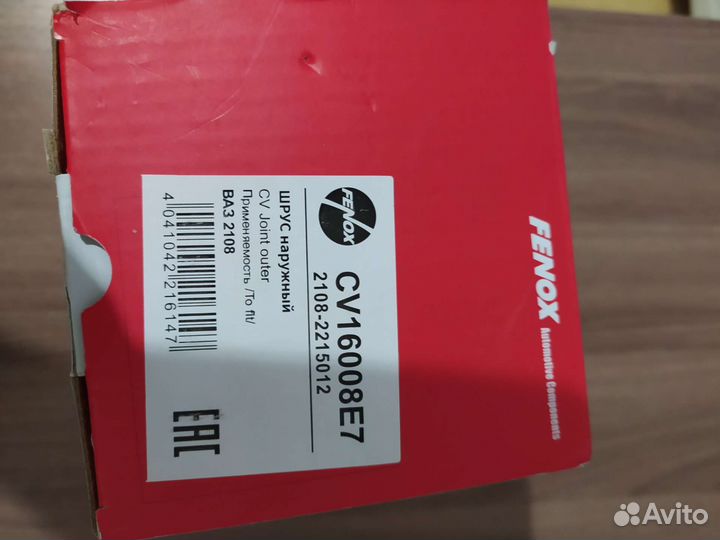 FENOX
CV16008E7
2108-2215012
ШРУС наружный
CV Joint outer
Применяемость /To fit/
ВАЗ 2108
4 041042 216147
EAC
FENOX
Automotive Components
Avito